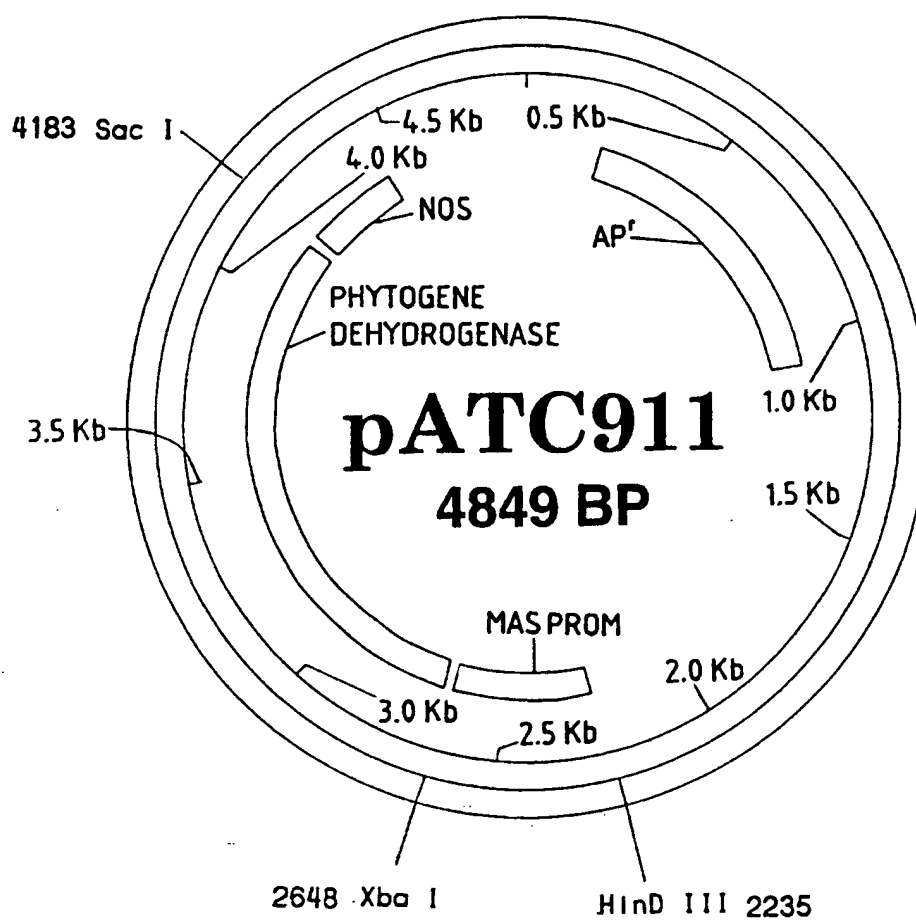 4183 Sac I
4.5 Kb
0.5 Kb
4.0 Kb
NOS
APʳ
PHYTOGENE
DEHYDROGENASE
1.0 Kb
pATC911
3.5 Kb
4849 BP
1.5 Kb
MAS PROM
2.0 Kb
3.0 Kb
2.5 Kb
2648 Xba I
HinD III 2235